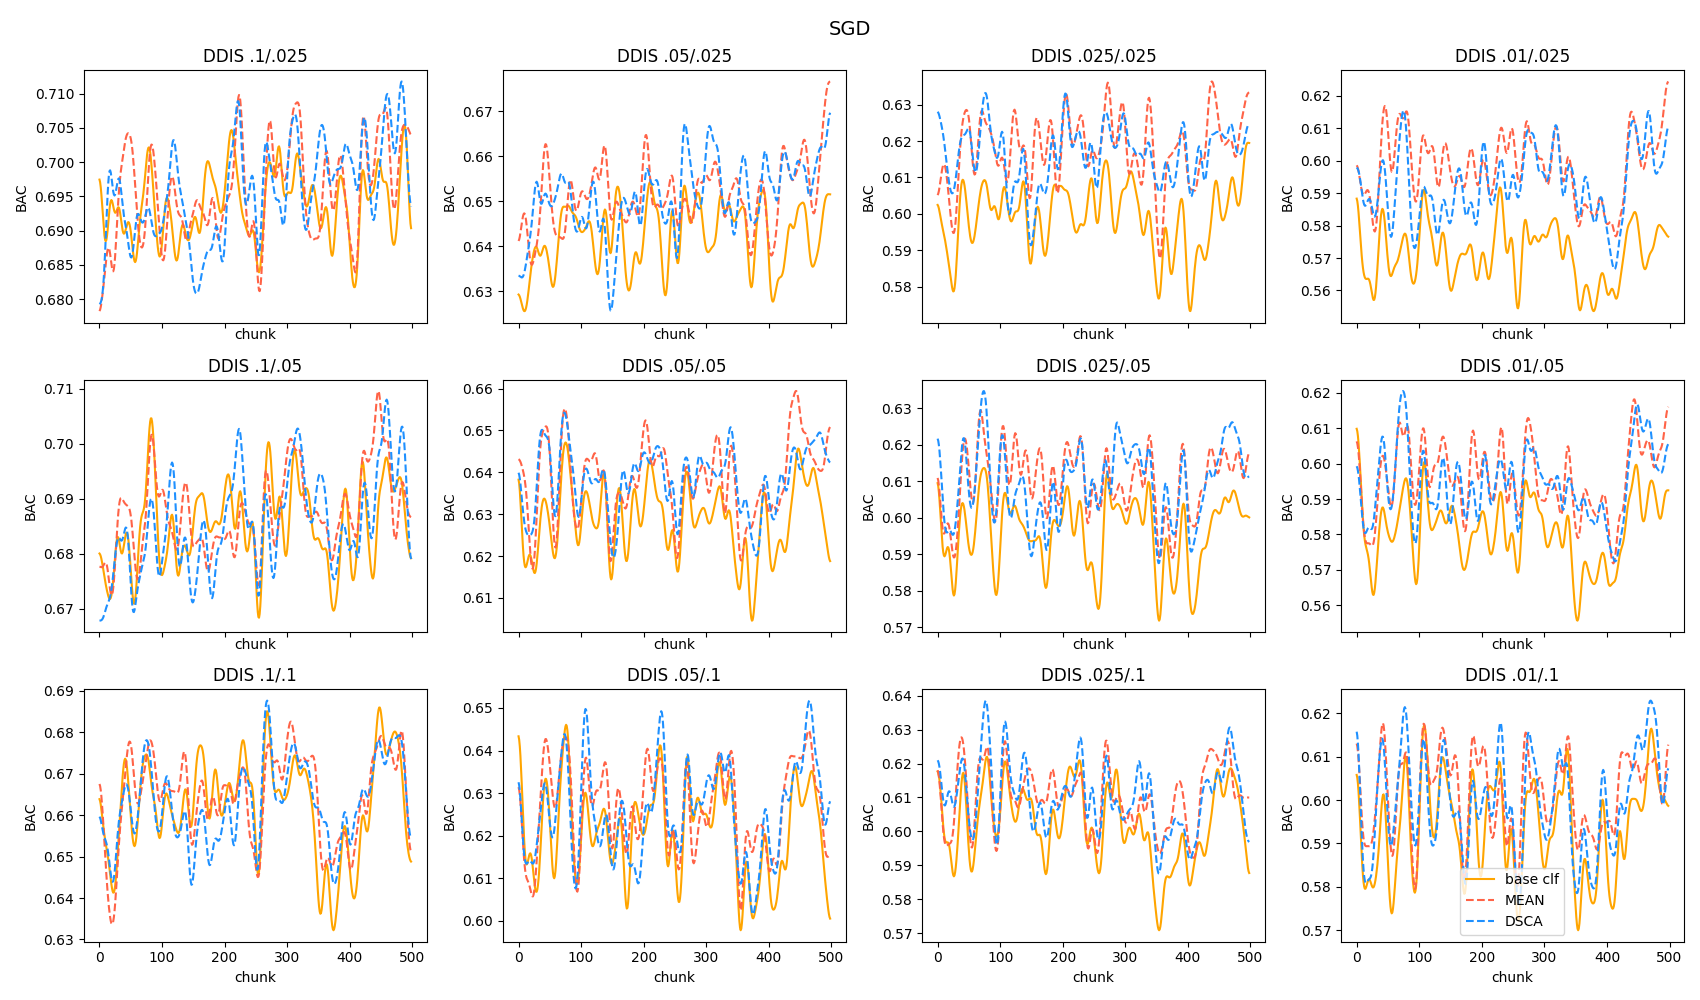 SGD
DDIS .1/.025
DDIS .05/.025
DDIS .025/.025
DDIS .01/.025
BAC
0.710
0.705
0.700
0.695
0.690
0.685
0.680
chunk
BAC
0.67
0.66
0.65
0.64
0.63
chunk
BAC
0.63
0.62
0.61
0.60
0.59
0.58
chunk
BAC
0.62
0.61
0.60
0.59
0.58
0.57
0.56
chunk
DDIS .1/.05
DDIS .05/.05
DDIS .025/.05
DDIS .01/.05
BAC
0.71
0.70
0.69
0.68
0.67
chunk
BAC
0.66
0.65
0.64
0.63
0.62
0.61
chunk
BAC
0.63
0.62
0.61
0.60
0.59
0.58
0.57
chunk
BAC
0.62
0.61
0.60
0.59
0.58
0.57
0.56
chunk
DDIS .1/.1
DDIS .05/.1
DDIS .025/.1
DDIS .01/.1
BAC
0.69
0.68
0.67
0.66
0.65
0.64
0.63
0 100 200 300 400 500
chunk
BAC
0.65
0.64
0.63
0.62
0.61
0.60
0 100 200 300 400 500
chunk
BAC
0.64
0.63
0.62
0.61
0.60
0.59
0.58
0.57
0 100 200 300 400 500
chunk
BAC
0.62
0.61
0.60
0.59
0.58
0.57
0 100 200 300 400 500
chunk
base clf
MEAN
DSCA